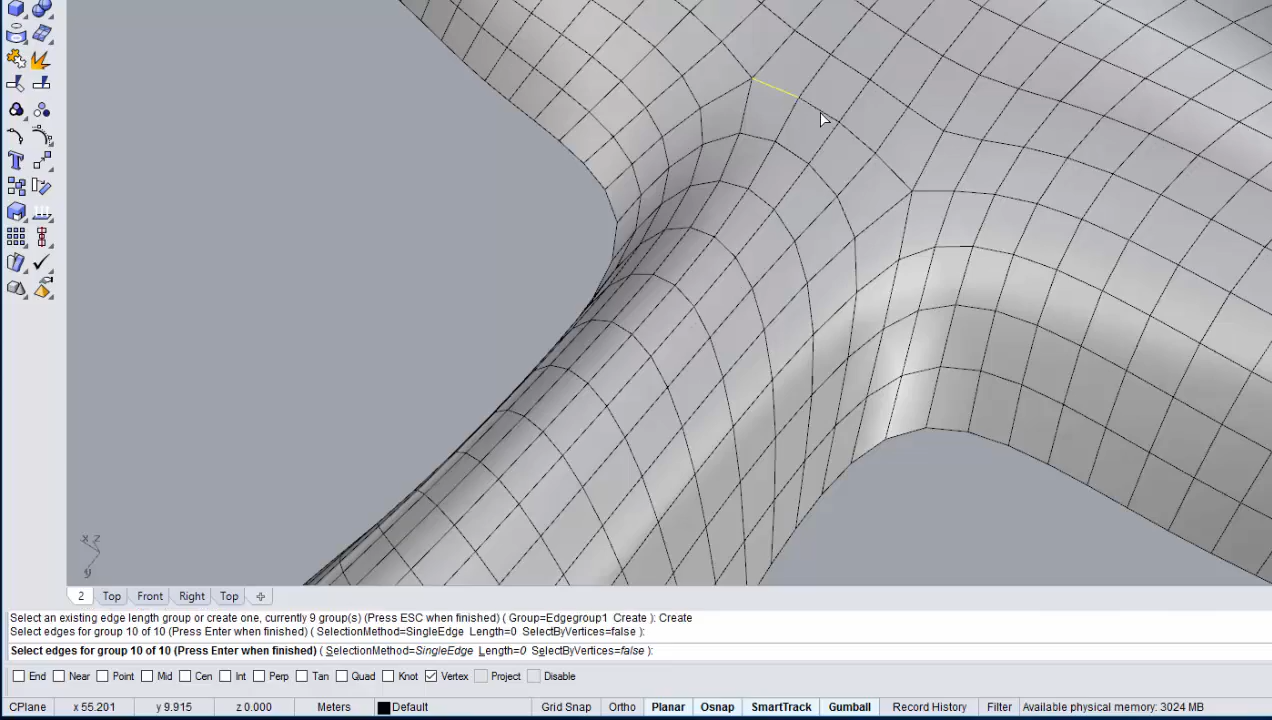 x z
y
2 Top Front Right Top
Select an existing edge length group or create one, currently 9 group(s) (Press ESC when finished) ( Group=Edgegroup1 Create ): Create
Select edges for group 10 of 10 (Press Enter when finished) ( SelectionMethod=SingleEdge Length=0 SelectByVertices=false ):
Select edges for group 10 of 10 (Press Enter when finished) ( SelectionMethod=SingleEdge Length=0 SelectByVertices=false ):
End Near Point Mid Cen Int Perp Tan Quad Knot Vertex Project Disable
CPlane x 55.201 y 9.915 z 0.000 Meters Default Grid Snap Ortho Planar Osnap SmartTrack Gumball Record History Filter Available physical memory: 3024 MB